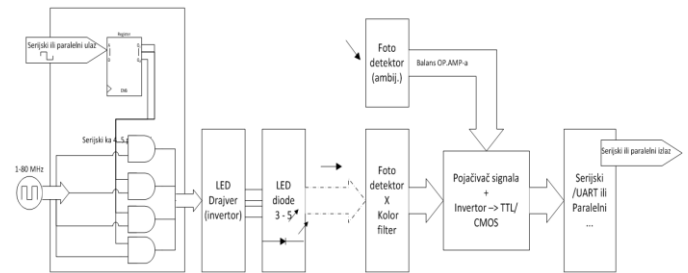 Registar
Serijski ili paralelni ulaz
Serijski ka 4..5 p
1-80 MHz
LED
Drajver
(invertor)
LED
diode
3 - 5
Foto
detektor
(ambij.)
Balans OP.AMP-a
Foto
detektor
X
Kolor
filter
Pojačivač signala
+
Invertor –> TTL/
CMOS
Serijski
/UART ili
Paralelni
...
Serijski ili paralelni izlaz